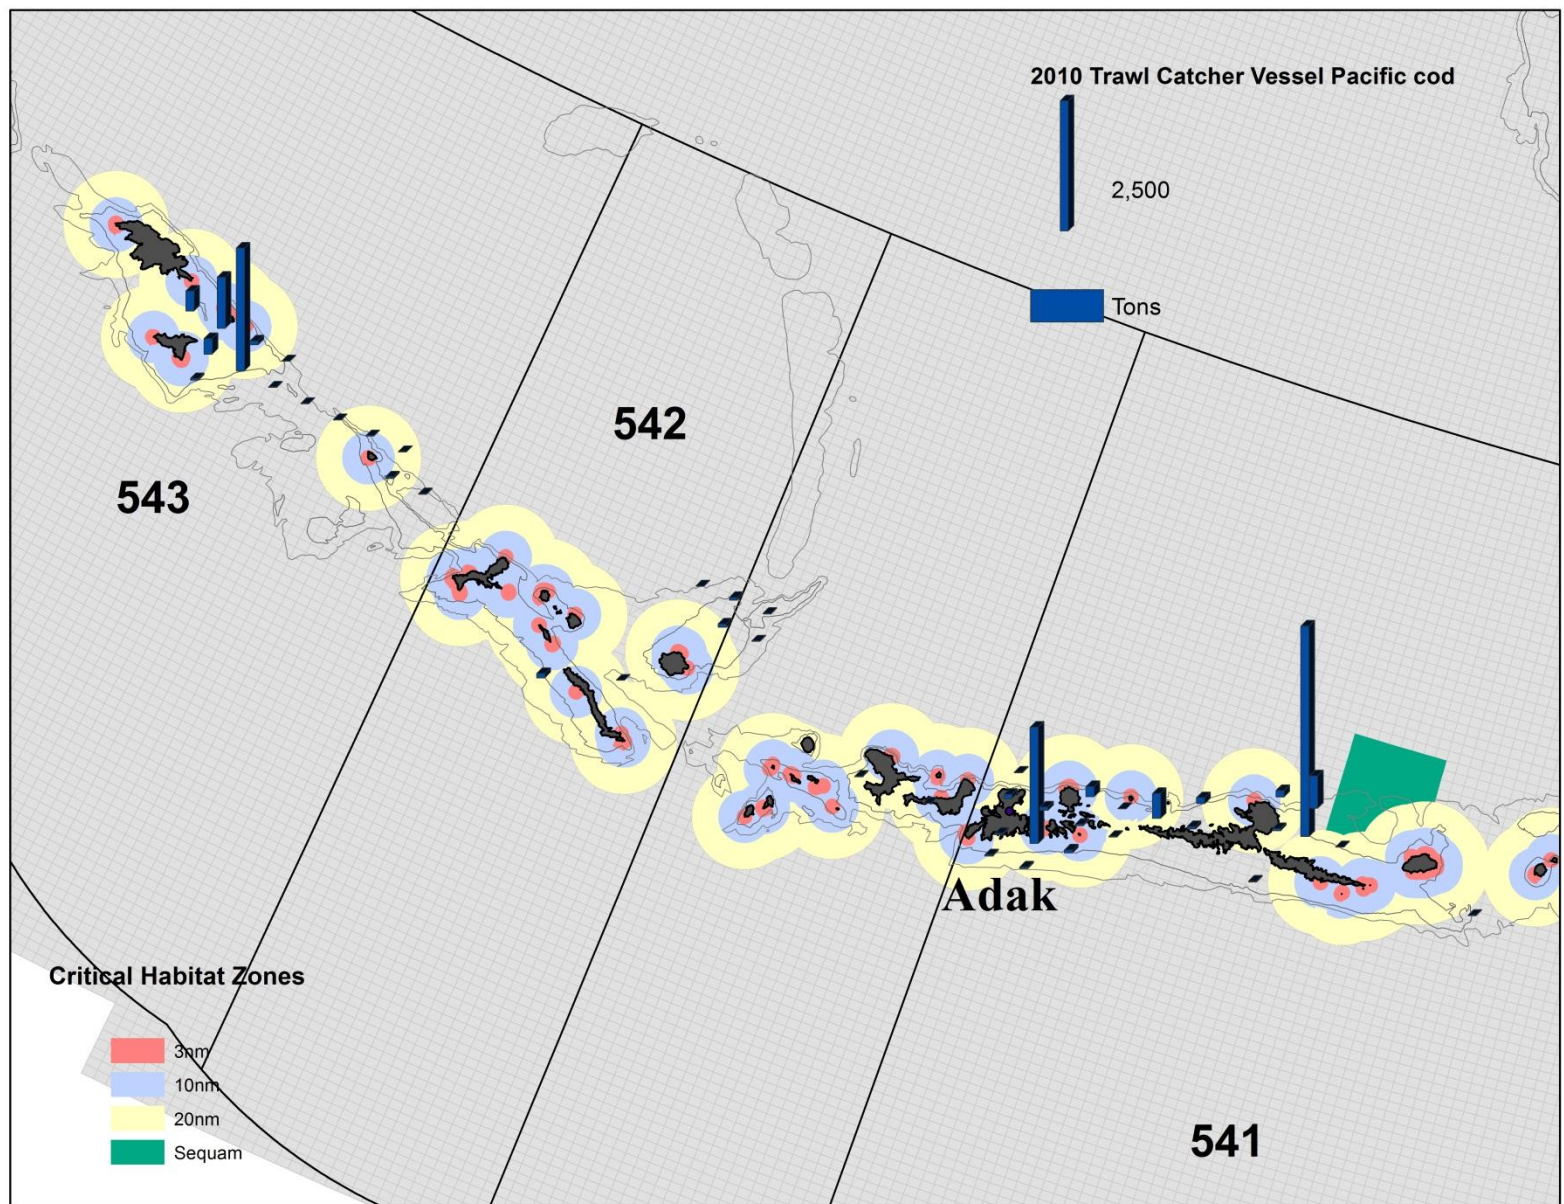 2010 Trawl Catcher Vessel Pacific cod
2,500
Tons
542
543
Adak
Critical Habitat Zones
3nm
10nm
20nm
Sequam
541